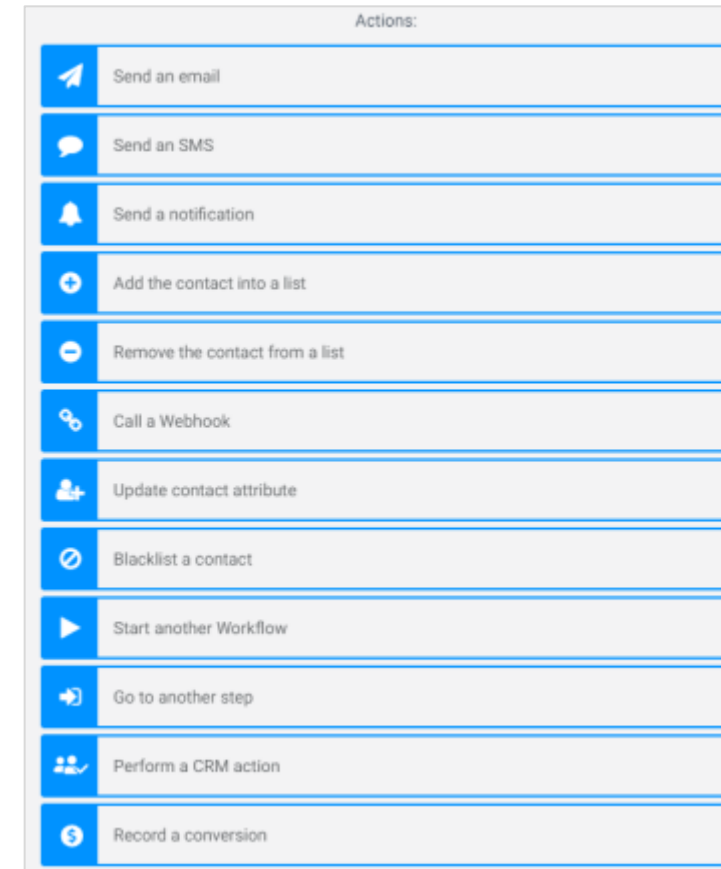 Actions:
Send an email
Send an SMS
Send a notification
Add the contact into a list
Remove the contact from a list
Call a Webhook
Update contact attribute
Blacklist a contact
Start another Workflow
Go to another step
Perform a CRM action
Record a conversion